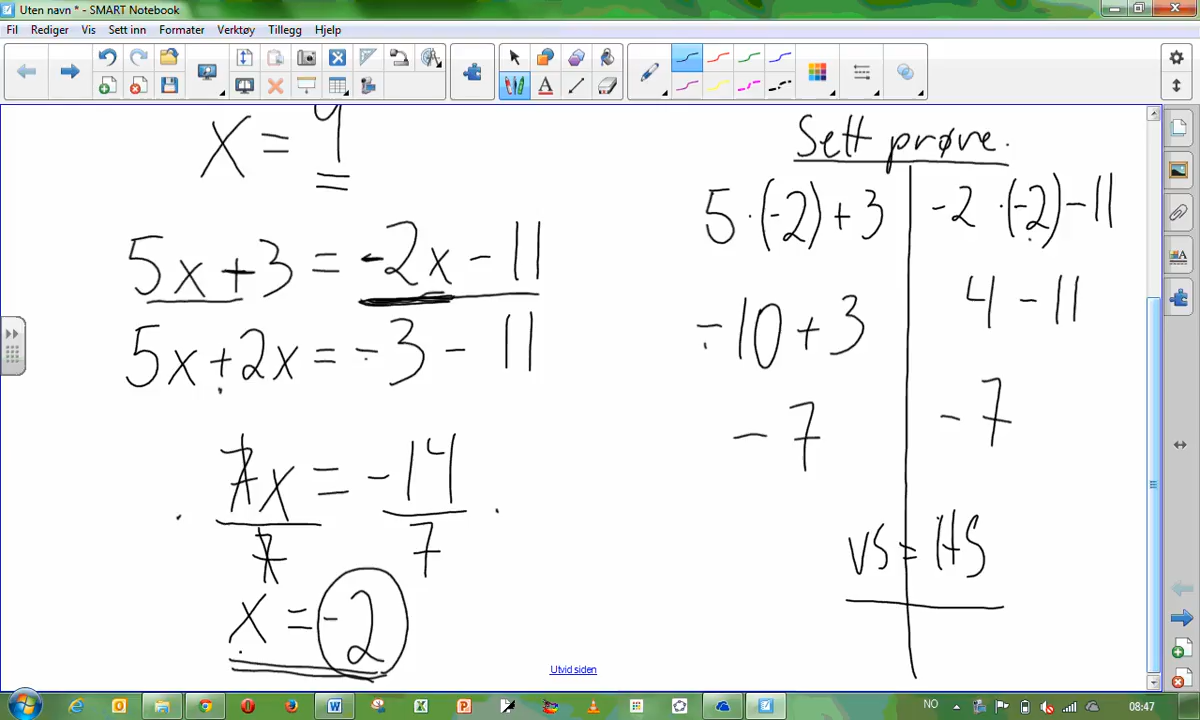 Uten navn * - SMART Notebook
Fil Rediger Vis Sett inn Formater Verktøy Tillegg Hjelp
x = 9
5x + 3 = -2x - 11
5x + 2x = -3 - 11
7x = -14
7 7
x = -2
Sett prøve.
5 · (-2) + 3 -2 · (-2) - 11
-10 + 3 4 - 11
-7 -7
VS = HS
Utvid siden
NO 08:47